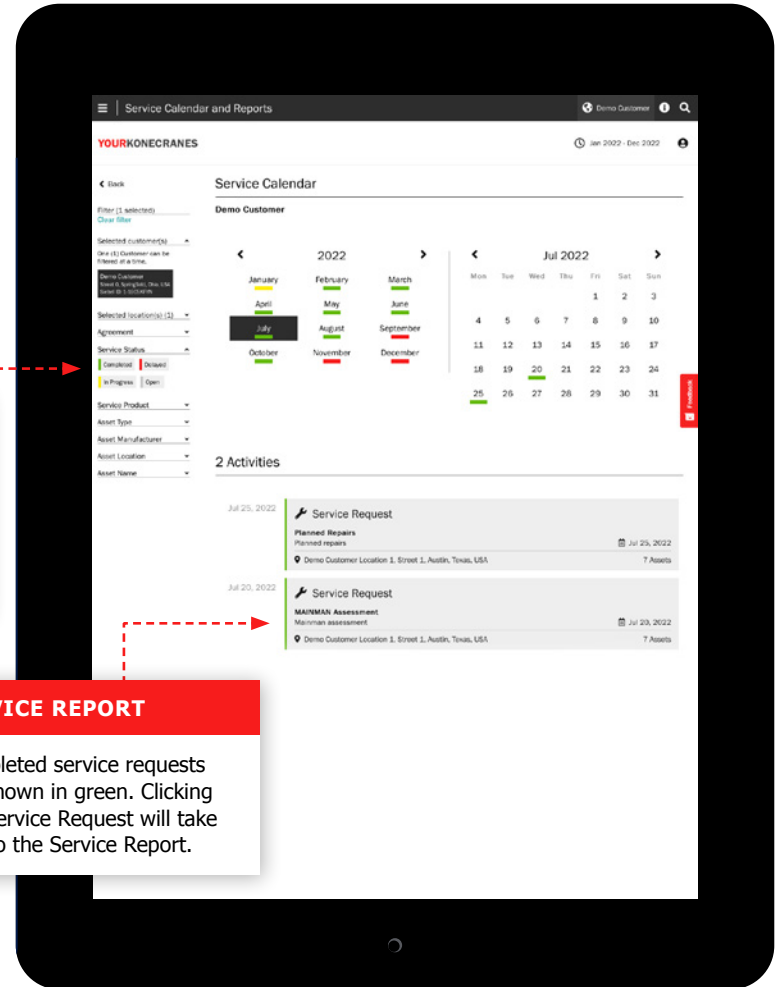 Service Calendar and Reports
Demo Customer
YOURKONECRANES
Jan 2022 - Dec 2022
Back
Service Calendar
Filter (1 selected)
Clear filter
Demo Customer
Selected customer(s)
One (1) Customer can be
filtered at a time.
Demo Customer
Selected location(s) (1)
Agreement
Service Status
Completed Delayed
In Progress Open
Service Product
Asset Type
Asset Manufacturer
Asset Location
Asset Name
2022
January February March
April May June
July August September
October November December
Jul 2022
Mon Tue Wed Thu Fri Sat Sun
1 2 3
4 5 6 7 8 9 10
11 12 13 14 15 16 17
18 19 20 21 22 23 24
25 26 27 28 29 30 31
Feedback
2 Activities
Jul 25, 2022
Service Request
Planned Repairs
Planned repairs
Jul 25, 2022
Demo Customer Location 1, Street 1, Austin, Texas, USA
7 Assets
Jul 20, 2022
Service Request
MAINMAN Assessment
Mainman assessment
Jul 20, 2022
Demo Customer Location 1, Street 1, Austin, Texas, USA
7 Assets
VICE REPORT
leted service requests
hown in green. Clicking
ervice Request will take
o the Service Report.